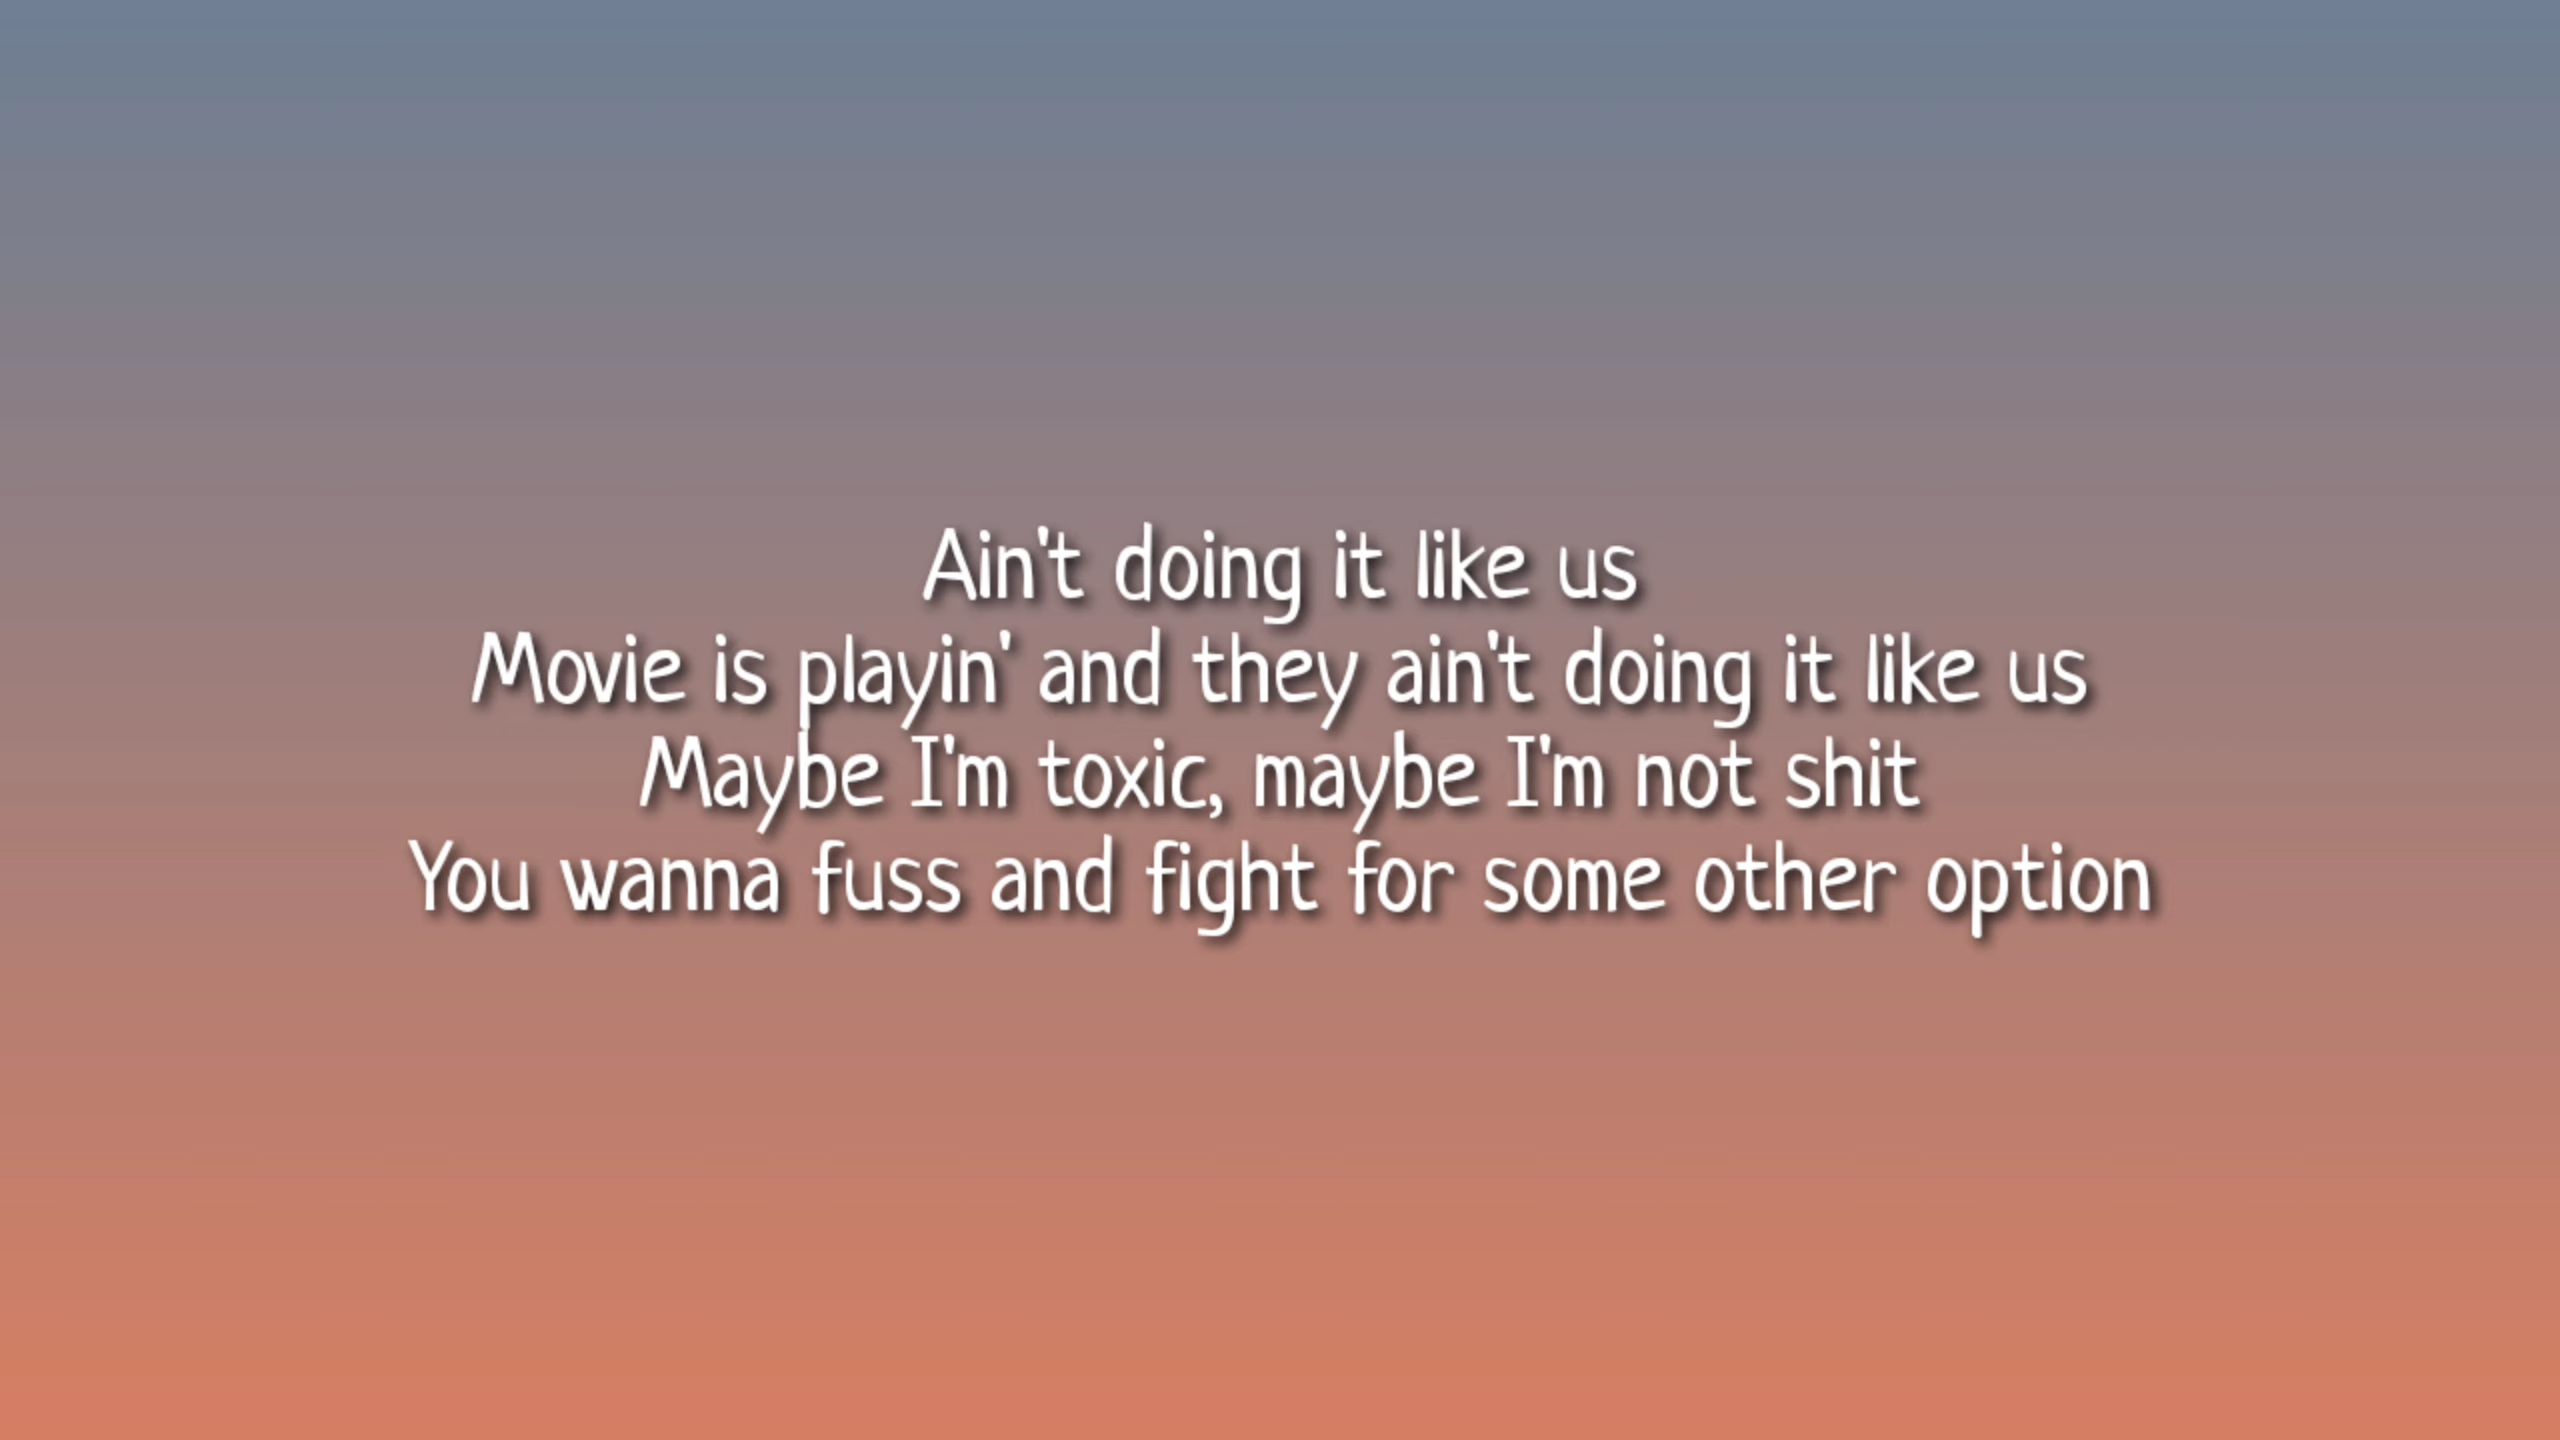 Ain't doing it like us
Movie is playin' and they ain't doing it like us
Maybe I'm toxic, maybe I'm not shit
You wanna fuss and fight for some other option